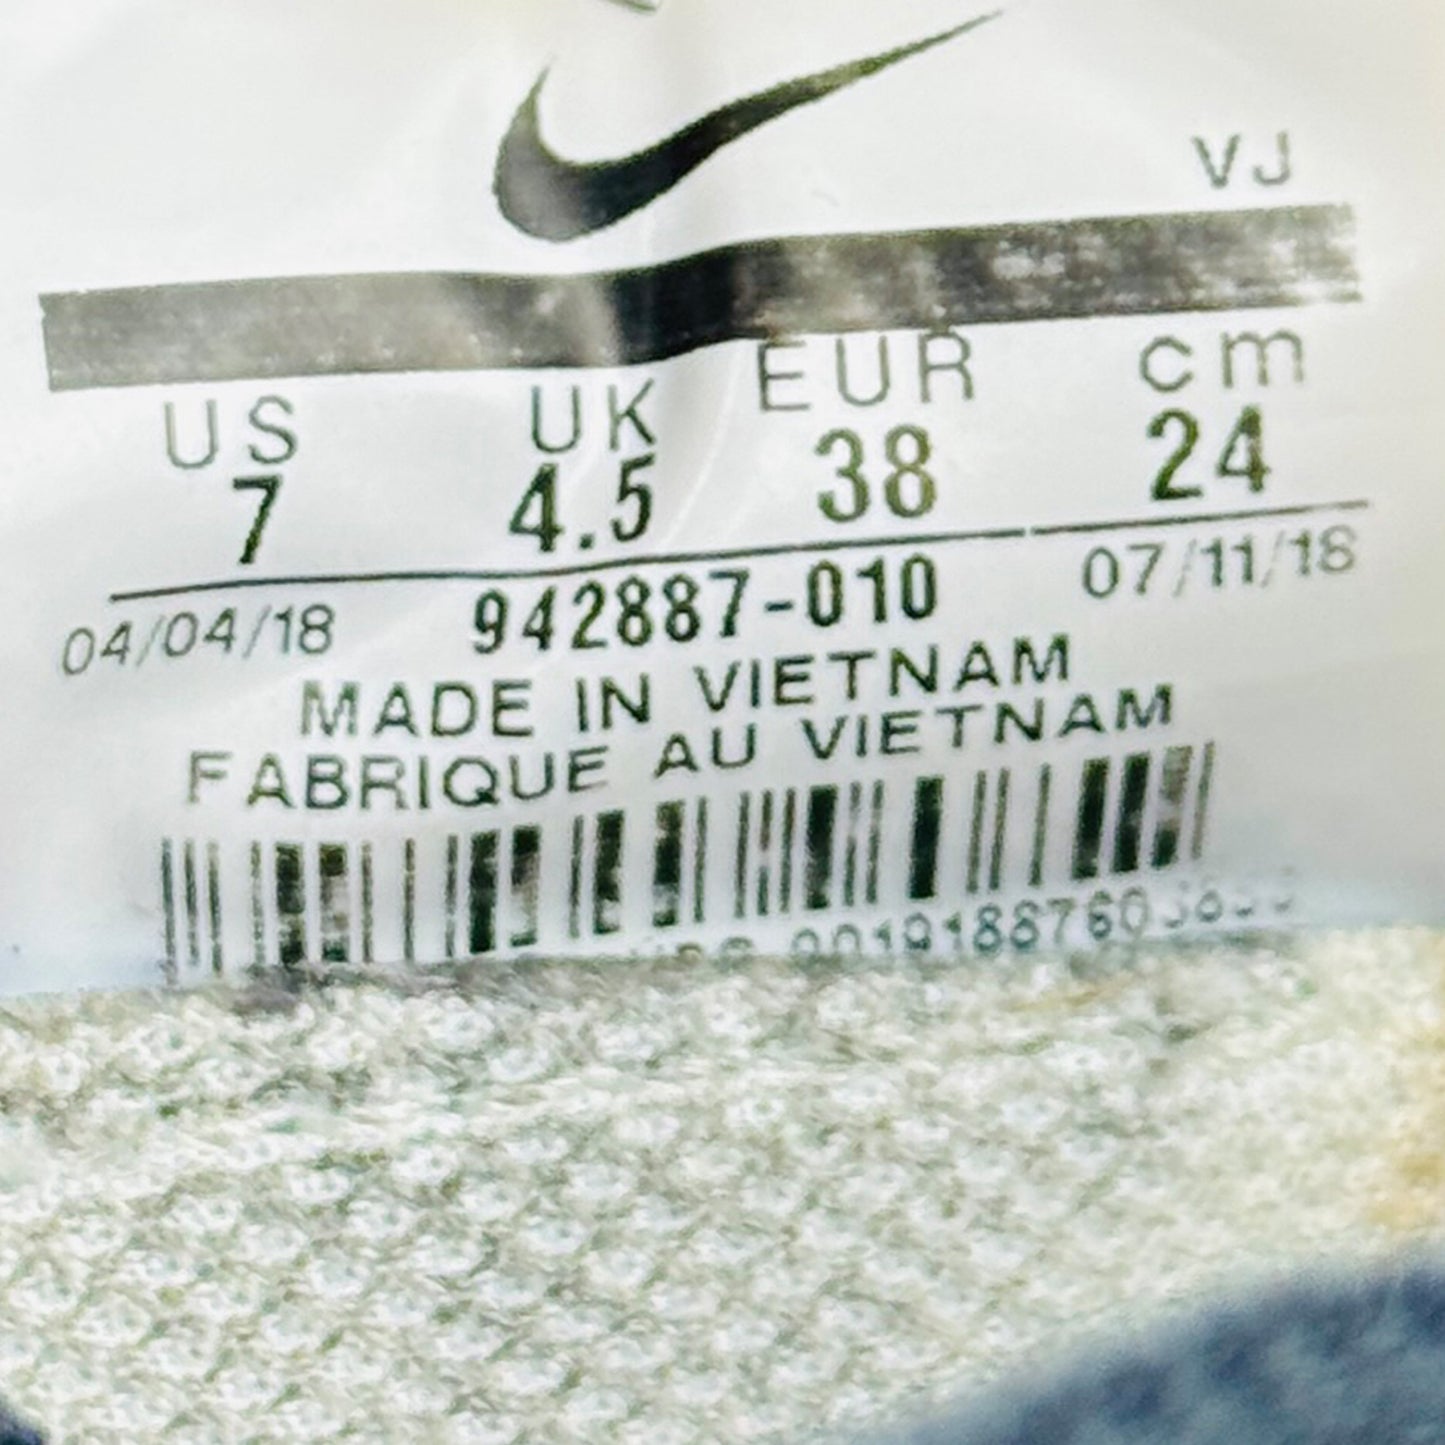 VJ
US UK EUR cm
7 4.5 38 24
04/04/18 942887-010 07/11/18
MADE IN VIETNAM
FABRIQUE AU VIETNAM